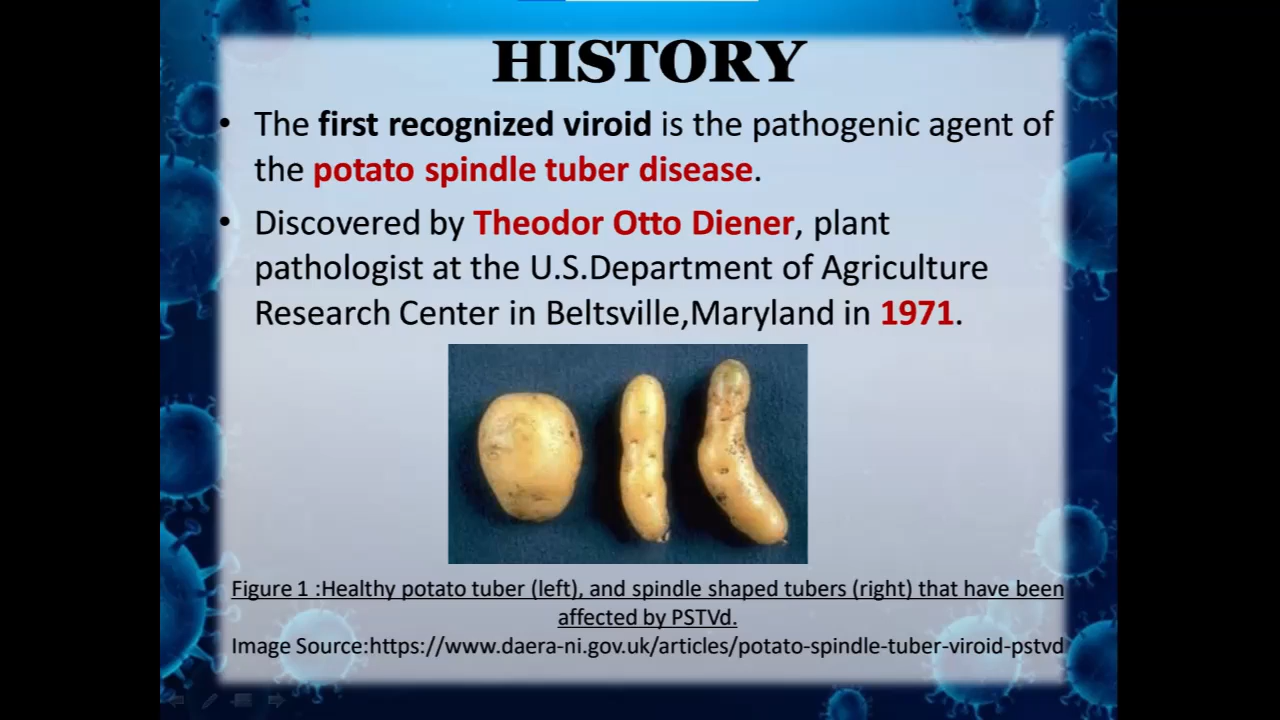 HISTORY
• The first recognized viroid is the pathogenic agent of
the potato spindle tuber disease.
• Discovered by Theodor Otto Diener, plant
pathologist at the U.S.Department of Agriculture
Research Center in Beltsville,Maryland in 1971.
Figure 1 :Healthy potato tuber (left), and spindle shaped tubers (right) that have been
affected by PSTVd.
Image Source:https://www.daera-ni.gov.uk/articles/potato-spindle-tuber-viroid-pstvd